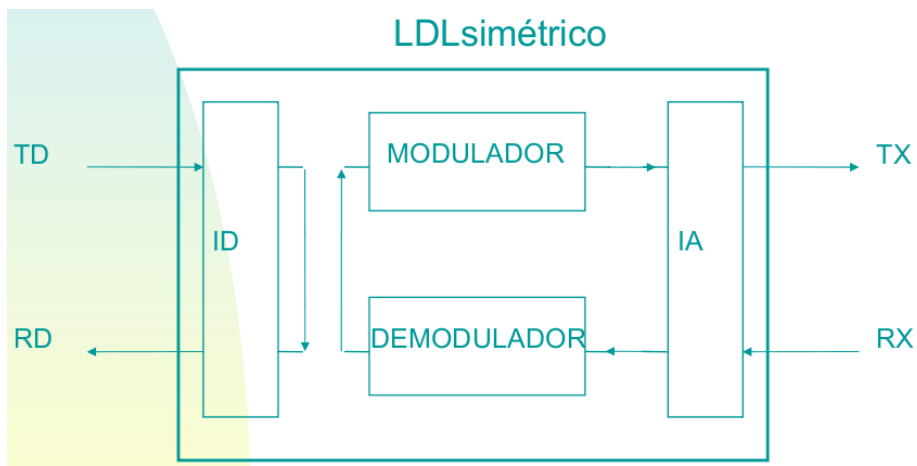 LDLsimétrico
TD
MODULADOR
TX
ID
IA
RD
DEMODULADOR
RX